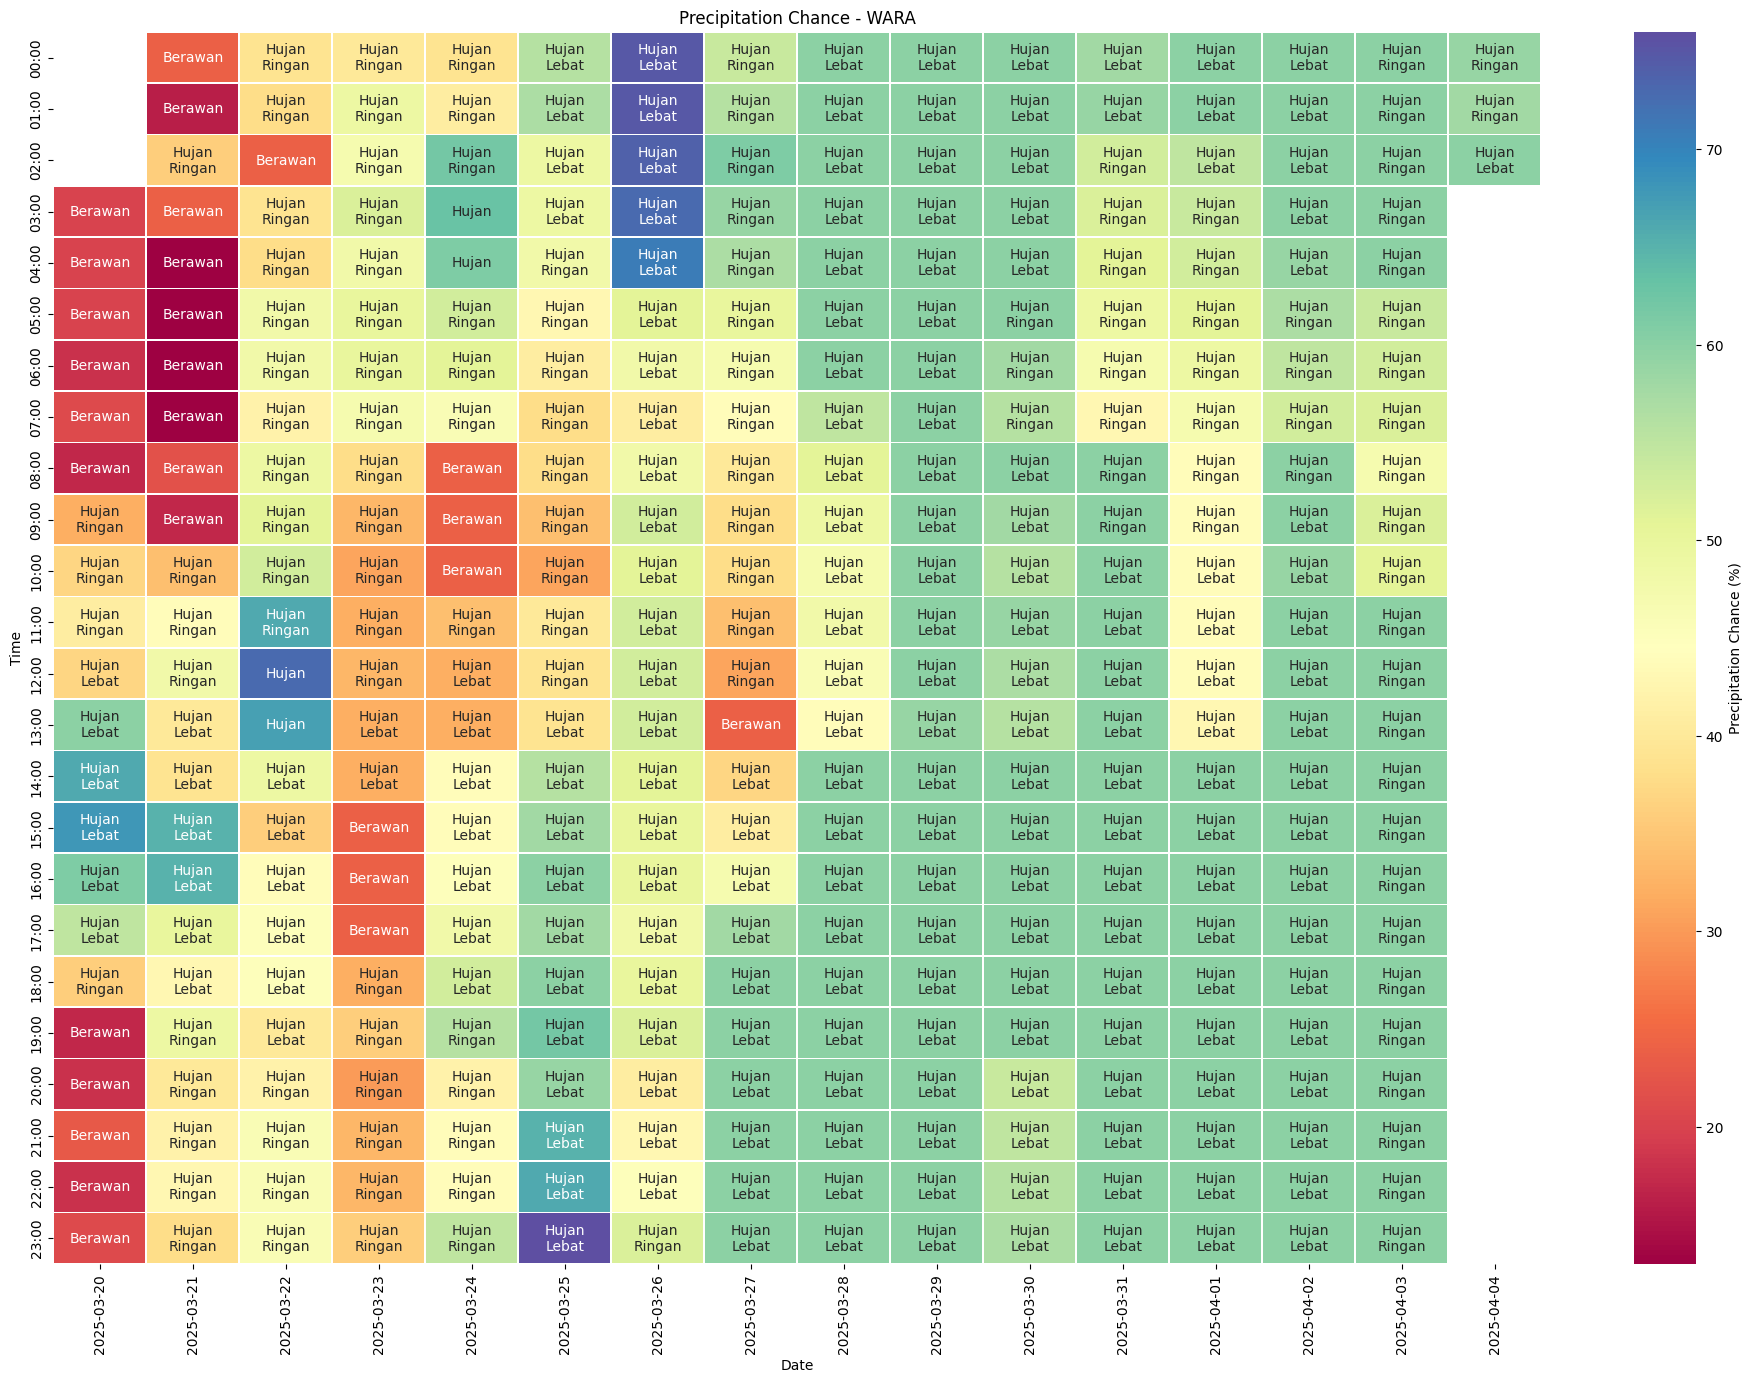 Precipitation Chance - WARA
00:00 Berawan Hujan Ringan Hujan Ringan Hujan Ringan Hujan Lebat Hujan Lebat Hujan Ringan Hujan Lebat Hujan Lebat Hujan Lebat Hujan Lebat Hujan Lebat Hujan Lebat Hujan Ringan Hujan Ringan
01:00 Berawan Hujan Ringan Hujan Ringan Hujan Ringan Hujan Lebat Hujan Lebat Hujan Ringan Hujan Lebat Hujan Lebat Hujan Lebat Hujan Lebat Hujan Lebat Hujan Lebat Hujan Ringan Hujan Ringan
02:00 Hujan Ringan Berawan Hujan Ringan Hujan Ringan Hujan Lebat Hujan Lebat Hujan Ringan Hujan Lebat Hujan Lebat Hujan Lebat Hujan Ringan Hujan Lebat Hujan Lebat Hujan Ringan Hujan Lebat
03:00 Berawan Berawan Hujan Ringan Hujan Ringan Hujan Hujan Lebat Hujan Lebat Hujan Ringan Hujan Lebat Hujan Lebat Hujan Lebat Hujan Ringan Hujan Ringan Hujan Lebat Hujan Ringan
04:00 Berawan Berawan Hujan Ringan Hujan Ringan Hujan Hujan Ringan Hujan Lebat Hujan Ringan Hujan Lebat Hujan Lebat Hujan Lebat Hujan Ringan Hujan Ringan Hujan Lebat Hujan Ringan
05:00 Berawan Berawan Hujan Ringan Hujan Ringan Hujan Ringan Hujan Ringan Hujan Lebat Hujan Ringan Hujan Lebat Hujan Lebat Hujan Ringan Hujan Ringan Hujan Ringan Hujan Ringan Hujan Ringan
06:00 Berawan Berawan Hujan Ringan Hujan Ringan Hujan Ringan Hujan Ringan Hujan Lebat Hujan Ringan Hujan Lebat Hujan Lebat Hujan Ringan Hujan Ringan Hujan Ringan Hujan Ringan Hujan Ringan
07:00 Berawan Berawan Hujan Ringan Hujan Ringan Hujan Ringan Hujan Ringan Hujan Lebat Hujan Ringan Hujan Lebat Hujan Lebat Hujan Ringan Hujan Ringan Hujan Ringan Hujan Ringan Hujan Ringan
08:00 Berawan Berawan Hujan Ringan Hujan Ringan Berawan Hujan Ringan Hujan Lebat Hujan Ringan Hujan Lebat Hujan Lebat Hujan Lebat Hujan Ringan Hujan Ringan Hujan Ringan Hujan Ringan
09:00 Hujan Ringan Berawan Hujan Ringan Hujan Ringan Berawan Hujan Ringan Hujan Lebat Hujan Ringan Hujan Lebat Hujan Lebat Hujan Lebat Hujan Ringan Hujan Ringan Hujan Lebat Hujan Ringan
10:00 Hujan Ringan Hujan Ringan Hujan Ringan Hujan Ringan Berawan Hujan Ringan Hujan Lebat Hujan Ringan Hujan Lebat Hujan Lebat Hujan Lebat Hujan Lebat Hujan Lebat Hujan Lebat Hujan Ringan
11:00 Hujan Ringan Hujan Ringan Hujan Ringan Hujan Ringan Hujan Ringan Hujan Ringan Hujan Lebat Hujan Ringan Hujan Lebat Hujan Lebat Hujan Lebat Hujan Lebat Hujan Lebat Hujan Lebat Hujan Ringan
12:00 Hujan Lebat Hujan Ringan Hujan Hujan Ringan Hujan Lebat Hujan Ringan Hujan Lebat Hujan Ringan Hujan Lebat Hujan Lebat Hujan Lebat Hujan Lebat Hujan Lebat Hujan Lebat Hujan Ringan
13:00 Hujan Lebat Hujan Lebat Hujan Hujan Lebat Hujan Lebat Hujan Lebat Hujan Lebat Berawan Hujan Lebat Hujan Lebat Hujan Lebat Hujan Lebat Hujan Lebat Hujan Lebat Hujan Ringan
14:00 Hujan Lebat Hujan Lebat Hujan Lebat Hujan Lebat Hujan Lebat Hujan Lebat Hujan Lebat Hujan Lebat Hujan Lebat Hujan Lebat Hujan Lebat Hujan Lebat Hujan Lebat Hujan Lebat Hujan Ringan
15:00 Hujan Lebat Hujan Lebat Hujan Lebat Berawan Hujan Lebat Hujan Lebat Hujan Lebat Hujan Lebat Hujan Lebat Hujan Lebat Hujan Lebat Hujan Lebat Hujan Lebat Hujan Lebat Hujan Ringan
16:00 Hujan Lebat Hujan Lebat Hujan Lebat Berawan Hujan Lebat Hujan Lebat Hujan Lebat Hujan Lebat Hujan Lebat Hujan Lebat Hujan Lebat Hujan Lebat Hujan Lebat Hujan Lebat Hujan Ringan
17:00 Hujan Lebat Hujan Lebat Hujan Lebat Berawan Hujan Lebat Hujan Lebat Hujan Lebat Hujan Lebat Hujan Lebat Hujan Lebat Hujan Lebat Hujan Lebat Hujan Lebat Hujan Lebat Hujan Ringan
18:00 Hujan Ringan Hujan Lebat Hujan Lebat Hujan Ringan Hujan Lebat Hujan Lebat Hujan Lebat Hujan Lebat Hujan Lebat Hujan Lebat Hujan Lebat Hujan Lebat Hujan Lebat Hujan Lebat Hujan Ringan
19:00 Berawan Hujan Ringan Hujan Lebat Hujan Ringan Hujan Ringan Hujan Lebat Hujan Lebat Hujan Lebat Hujan Lebat Hujan Lebat Hujan Lebat Hujan Lebat Hujan Lebat Hujan Lebat Hujan Ringan
20:00 Berawan Hujan Ringan Hujan Ringan Hujan Ringan Hujan Ringan Hujan Lebat Hujan Lebat Hujan Lebat Hujan Lebat Hujan Lebat Hujan Lebat Hujan Lebat Hujan Lebat Hujan Lebat Hujan Ringan
21:00 Berawan Hujan Ringan Hujan Ringan Hujan Ringan Hujan Ringan Hujan Lebat Hujan Lebat Hujan Lebat Hujan Lebat Hujan Lebat Hujan Lebat Hujan Lebat Hujan Lebat Hujan Lebat Hujan Ringan
22:00 Berawan Hujan Ringan Hujan Ringan Hujan Ringan Hujan Ringan Hujan Lebat Hujan Lebat Hujan Lebat Hujan Lebat Hujan Lebat Hujan Lebat Hujan Lebat Hujan Lebat Hujan Lebat Hujan Ringan
23:00 Berawan Hujan Ringan Hujan Ringan Hujan Ringan Hujan Ringan Hujan Lebat Hujan Ringan Hujan Lebat Hujan Lebat Hujan Lebat Hujan Lebat Hujan Lebat Hujan Lebat Hujan Lebat Hujan Ringan
Time
2025-03-20 2025-03-21 2025-03-22 2025-03-23 2025-03-24 2025-03-25 2025-03-26 2025-03-27 2025-03-28 2025-03-29 2025-03-30 2025-03-31 2025-04-01 2025-04-02 2025-04-03 2025-04-04
Date
70
60
50
40
30
20
Precipitation Chance (%)